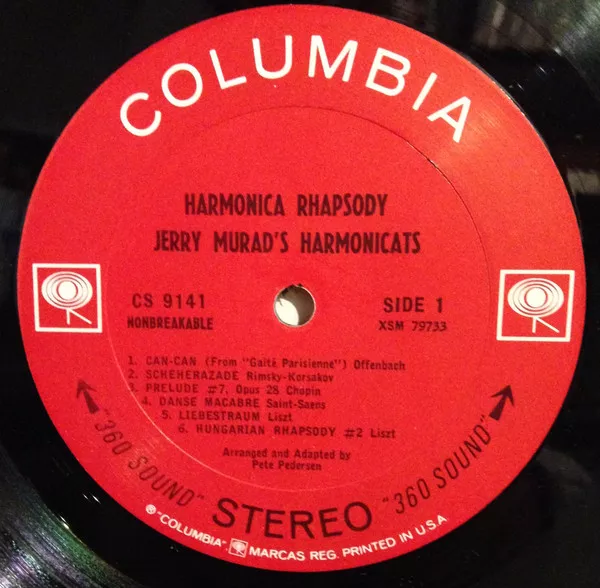 COLUMBIA
HARMONICA RHAPSODY
JERRY MURAD'S HARMONICATS
CS 9141
NONBREAKABLE
SIDE 1
XSM 79733
1. CAN-CAN (From "Gaité Parisienne") Offenbach
2. SCHEHERAZADE Rimsky-Korsakov
3. PRELUDE #7, Opus 28 Chopin
4. DANSE MACABRE Saint-Saens
5. LIEBESTRAUM Liszt
6. HUNGARIAN RHAPSODY #2 Liszt
Arranged and Adapted by
Pete Pedersen
"360 SOUND" STEREO "360 SOUND"
® "COLUMBIA" MARCAS REG. PRINTED IN U.S.A.